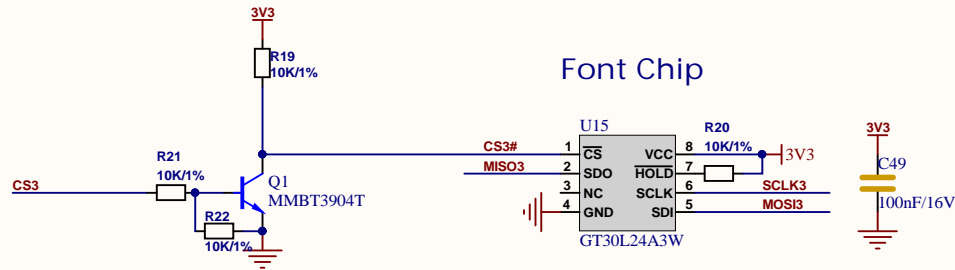 3V3
R19
10K/1%
Font Chip
U15
CS3#
1
CS
VCC
8
R20
10K/1%
3V3
3V3
MISO3
2
SDO
HOLD
7
C49
R21
10K/1%
CS3
Q1
MMBT3904T
3
NC
SCLK
6
SCLK3
100nF/16V
4
GND
SDI
5
MOSI3
R22
10K/1%
GT30L24A3W